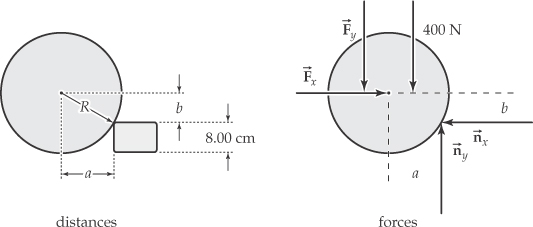 R
b
8.00 cm
a
distances
F⃗y
400 N
F⃗x
b
n⃗x
n⃗y
a
forces